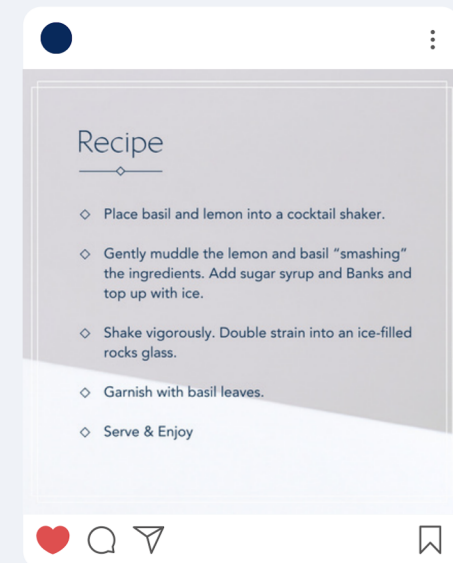 Recipe
Place basil and lemon into a cocktail shaker.
Gently muddle the lemon and basil “smashing”
the ingredients. Add sugar syrup and Banks and
top up with ice.
Shake vigorously. Double strain into an ice-filled
rocks glass.
Garnish with basil leaves.
Serve & Enjoy